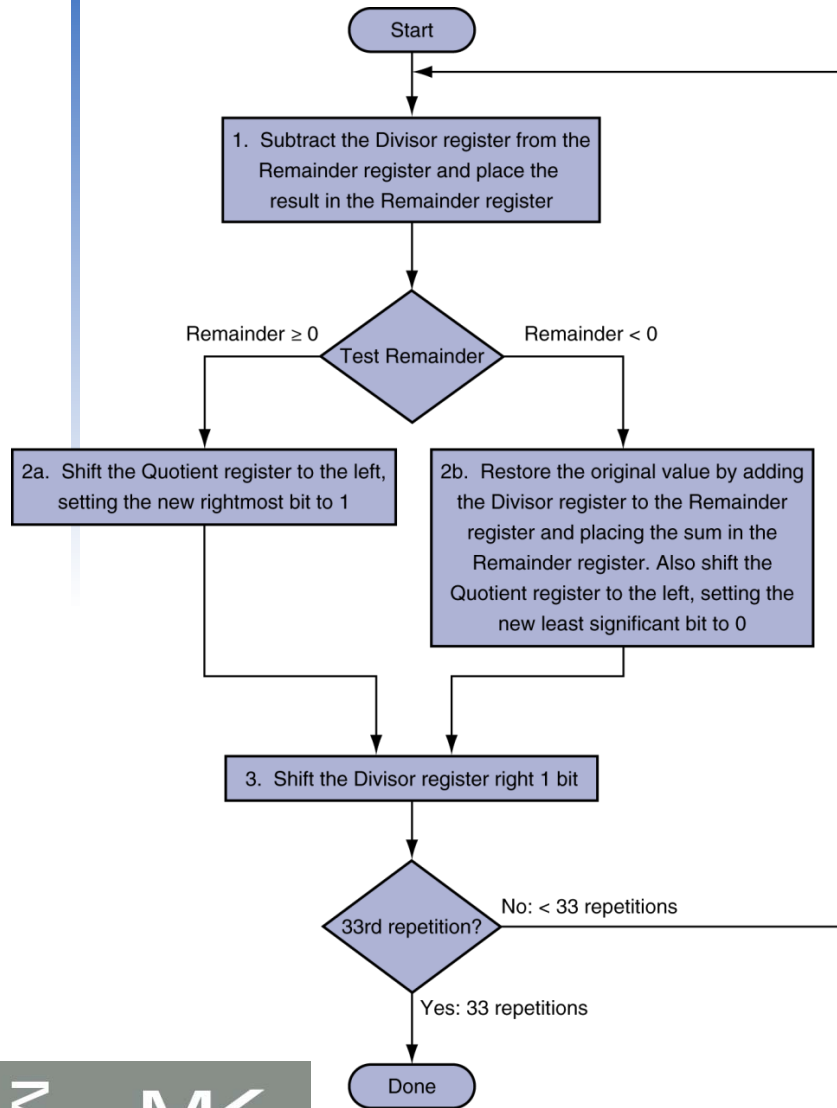 Start
1. Subtract the Divisor register from the
Remainder register and place the
result in the Remainder register
Remainder ≥ 0
Remainder < 0
Test Remainder
2a. Shift the Quotient register to the left,
setting the new rightmost bit to 1
2b. Restore the original value by adding
the Divisor register to the Remainder
register and placing the sum in the
Remainder register. Also shift the
Quotient register to the left, setting the
new least significant bit to 0
3. Shift the Divisor register right 1 bit
33rd repetition?
No: < 33 repetitions
Yes: 33 repetitions
Done